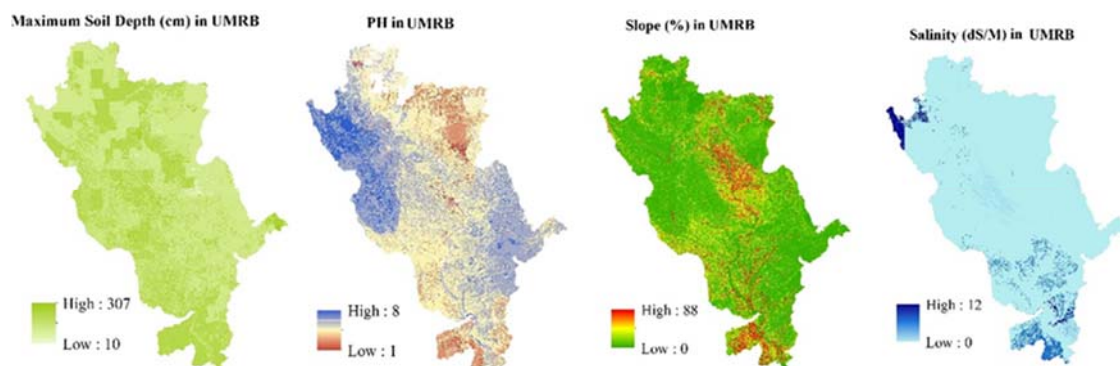 Maximum Soil Depth (cm) in UMRB
PH in UMRB
Slope (%) in UMRB
Salinity (dS/M) in UMRB
High : 307
Low : 10
High : 8
Low : 1
High : 88
Low : 0
High : 12
Low : 0